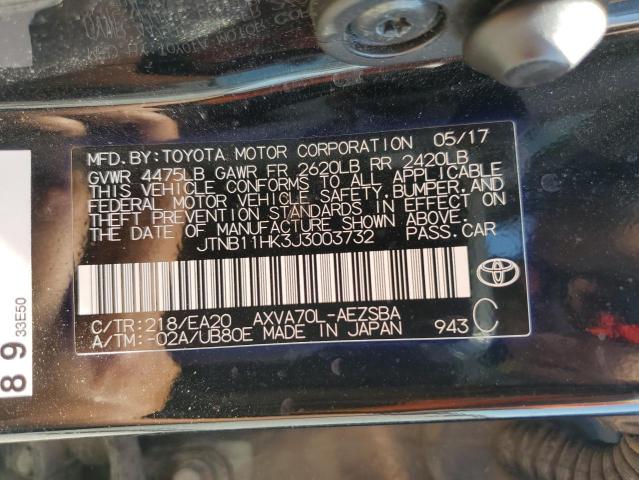 MFD.BY:TOYOTA MOTOR CORPORATION 05/17
GVWR 4475LB GAWR FR 2620LB RR 2420LB
THIS VEHICLE CONFORMS TO ALL APPLICABLE
FEDERAL MOTOR VEHICLE SAFETY,BUMPER,AND
THEFT PREVENTION STANDARDS IN EFFECT ON
THE DATE OF MANUFACTURE SHOWN ABOVE.
JTNB11HK3J3003732 PASS.CAR
C/TR:218/EA20 AXVA70L-AEZSBA
A/TM:-02A/UB80E MADE IN JAPAN 943 C
89
33E50